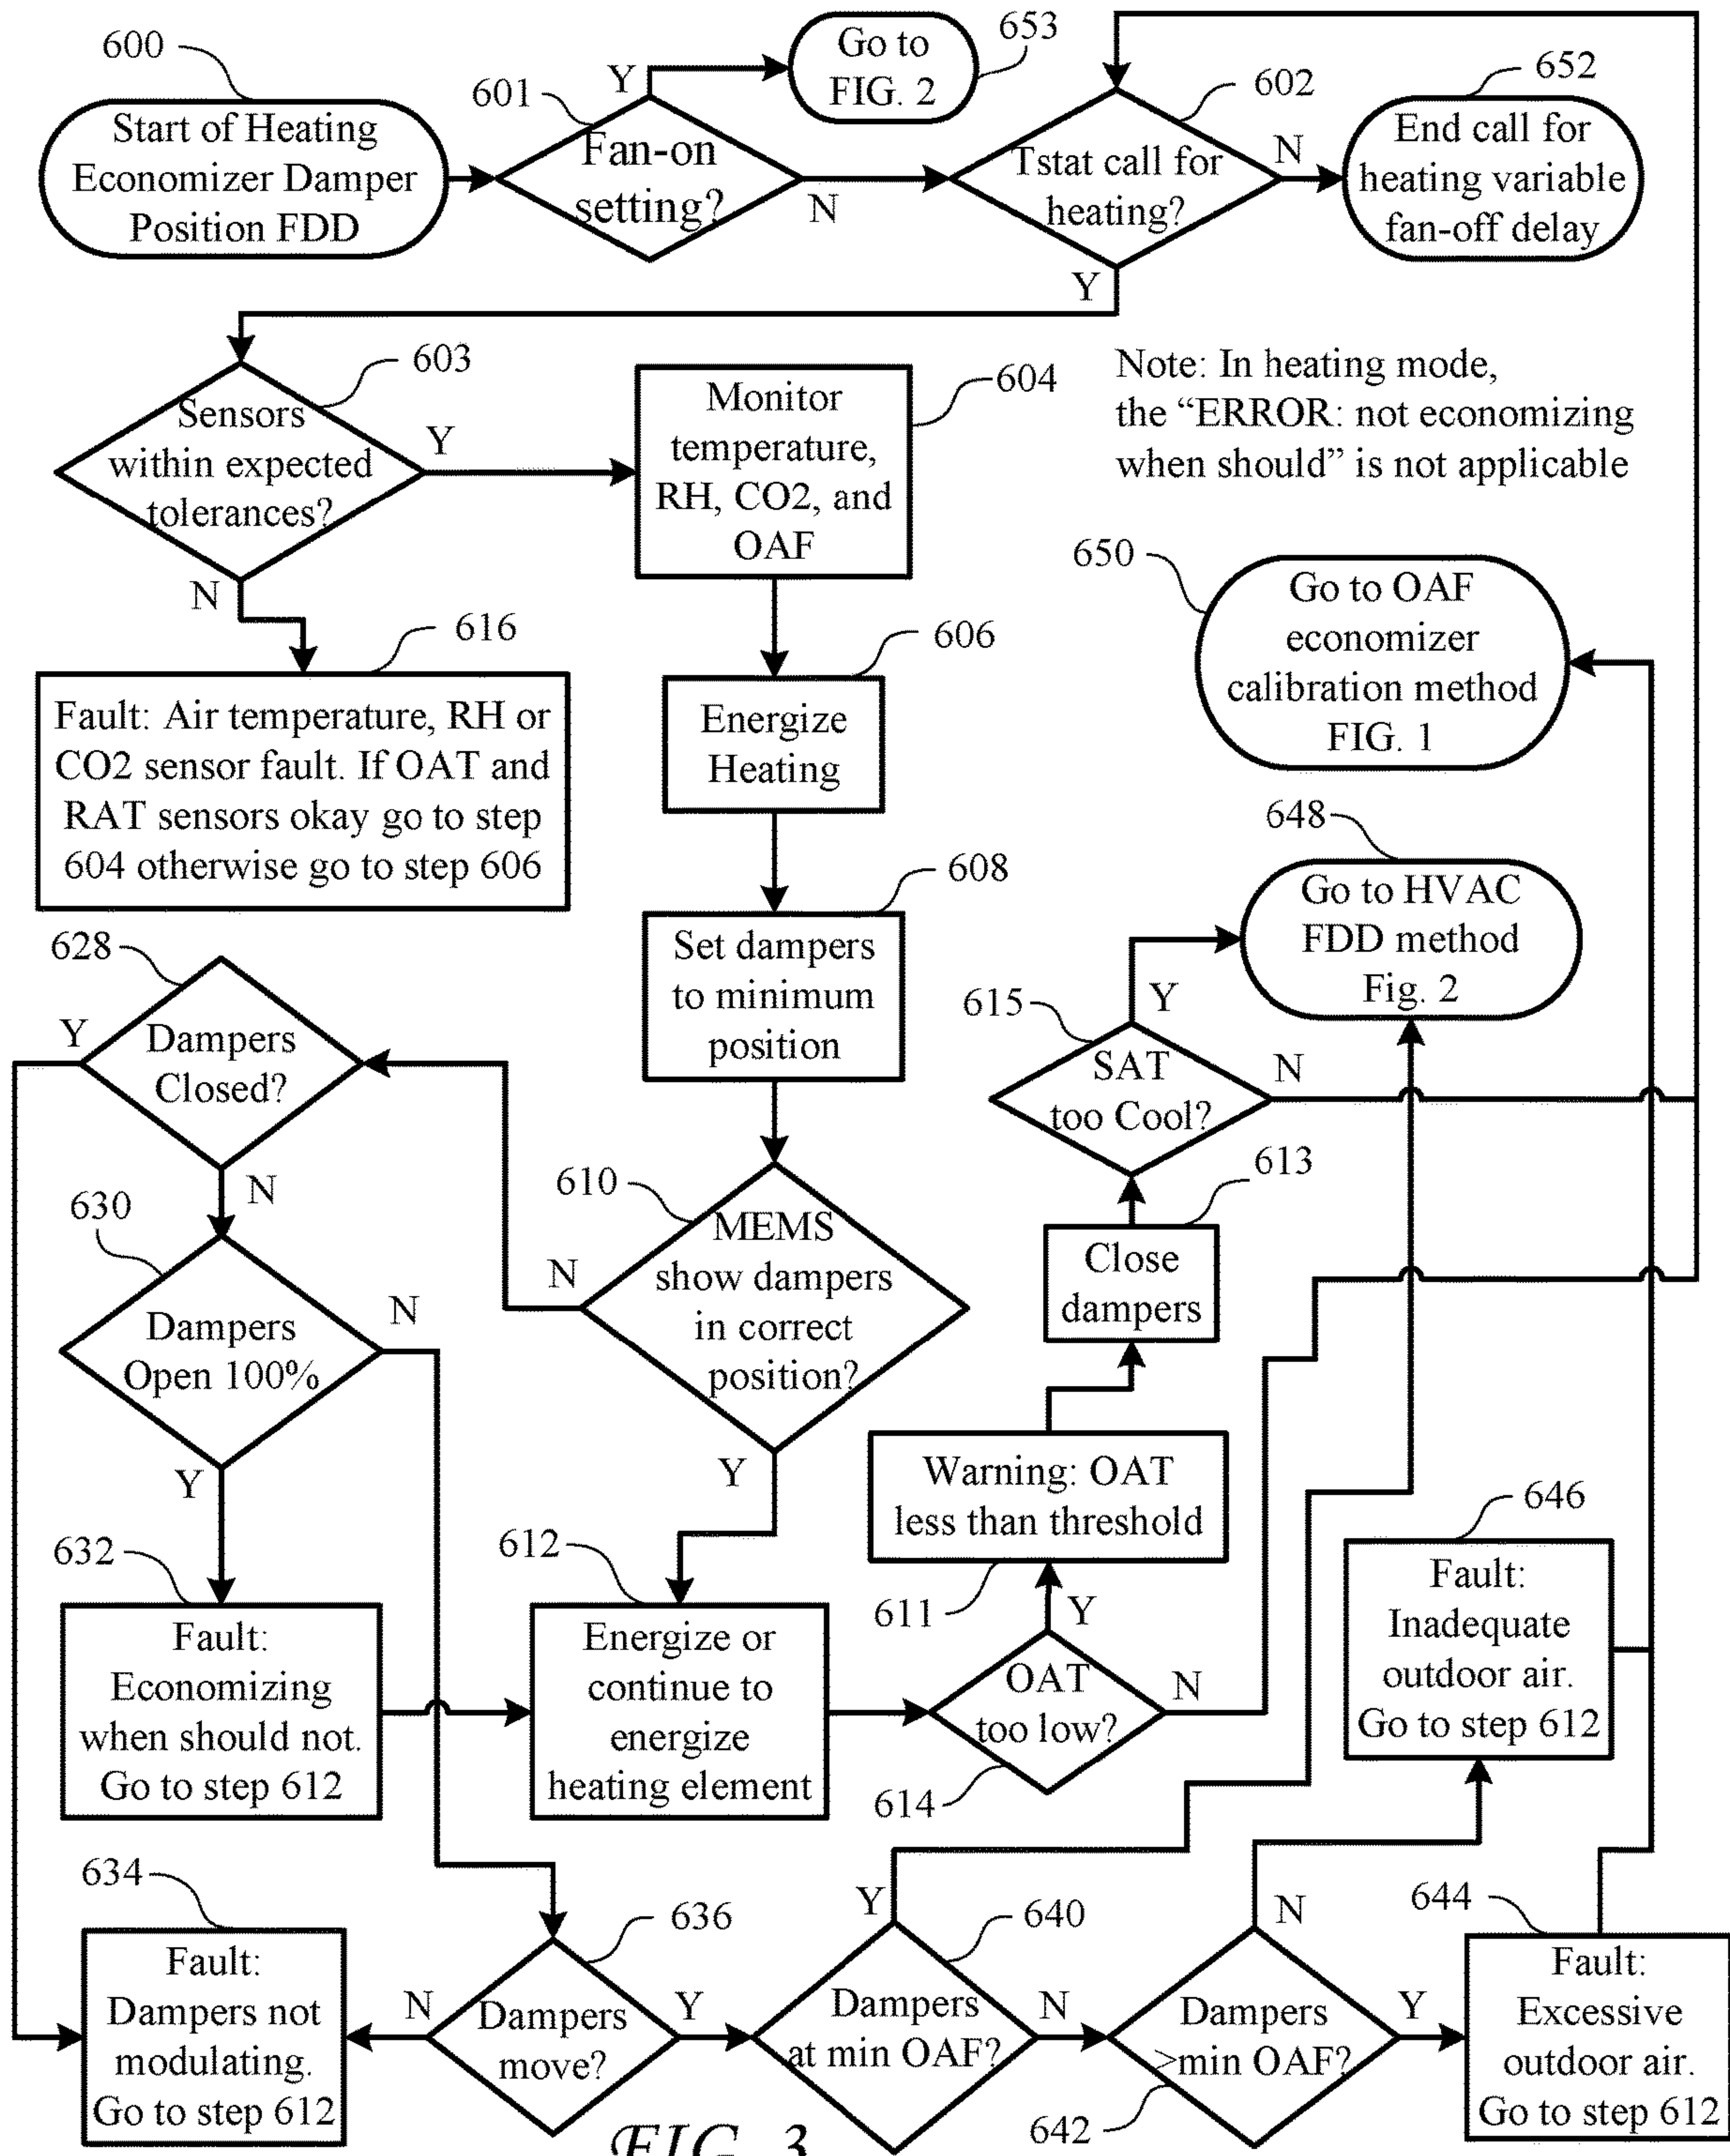 600
Start of Heating
Economizer Damper
Position FDD
601
Fan-on
setting?
Y
N
Go to
FIG. 2
653
602
Tstat call for
heating?
N
Y
652
End call for
heating variable
fan-off delay
603
Sensors
within expected
tolerances?
Y
N
604
Monitor
temperature,
RH, CO2, and
OAF
Note: In heating mode,
the “ERROR: not economizing
when should” is not applicable
616
Fault: Air temperature, RH or
CO2 sensor fault. If OAT and
RAT sensors okay go to step
604 otherwise go to step 606
606
Energize
Heating
650
Go to OAF
economizer
calibration method
FIG. 1
608
Set dampers
to minimum
position
648
Go to HVAC
FDD method
Fig. 2
628
Dampers
Closed?
Y
N
615
SAT
too Cool?
Y
N
610
MEMS
show dampers
in correct
position?
N
Y
613
Close
dampers
630
Dampers
Open 100%
N
Y
Warning: OAT
less than threshold
611
632
Fault:
Economizing
when should not.
Go to step 612
612
Energize or
continue to
energize
heating element
OAT
too low?
Y
N
614
646
Fault:
Inadequate
outdoor air.
Go to step 612
634
Fault:
Dampers not
modulating.
Go to step 612
636
Dampers
move?
N
Y
640
Dampers
at min OAF?
Y
N
Dampers
>min OAF?
N
Y
642
644
Fault:
Excessive
outdoor air.
Go to step 612
FIG. 3